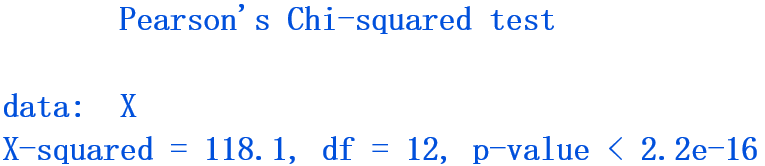 Pearson's Chi-squared test
data: X
X-squared = 118.1, df = 12, p-value < 2.2e-16